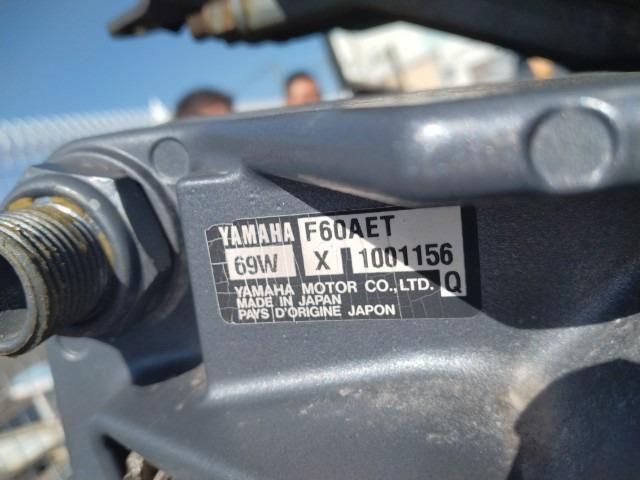 YAMAHA F60AET
69W X 1001156
YAMAHA MOTOR CO.,LTD. Q
MADE IN JAPAN
PAYS D'ORIGINE JAPON